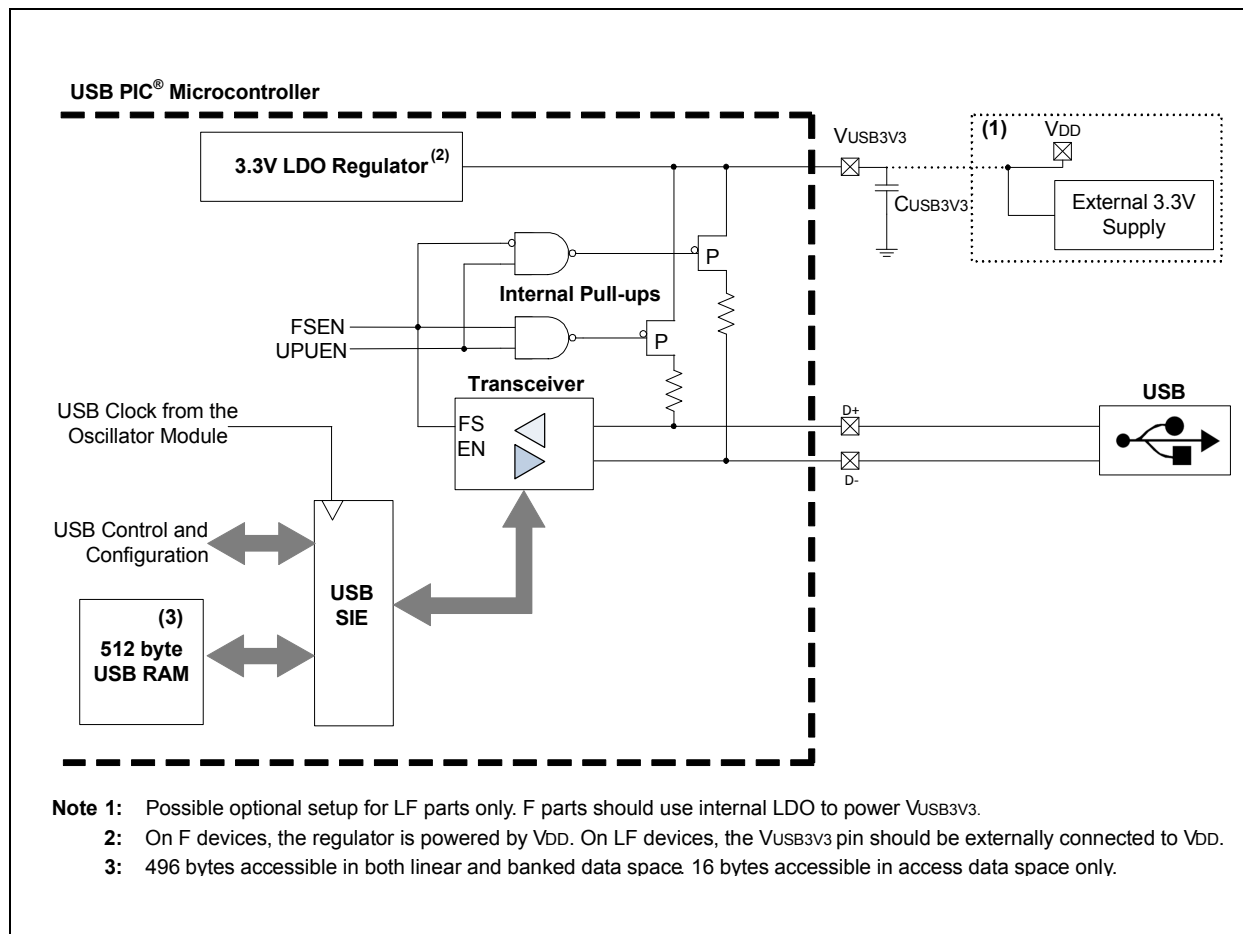 USB PIC® Microcontroller
3.3V LDO Regulator (2)
VUSB3V3
(1)
VDD
CUSB3V3
External 3.3V
Supply
P
Internal Pull-ups
FSEN
UPUEN
P
Transceiver
FS
EN
USB Clock from the
Oscillator Module
D+
D-
USB
USB Control and
Configuration
USB
SIE
(3)
512 byte
USB RAM
Note 1: Possible optional setup for LF parts only. F parts should use internal LDO to power VUSB3V3.
2: On F devices, the regulator is powered by VDD. On LF devices, the VUSB3V3 pin should be externally connected to VDD.
3: 496 bytes accessible in both linear and banked data space. 16 bytes accessible in access data space only.